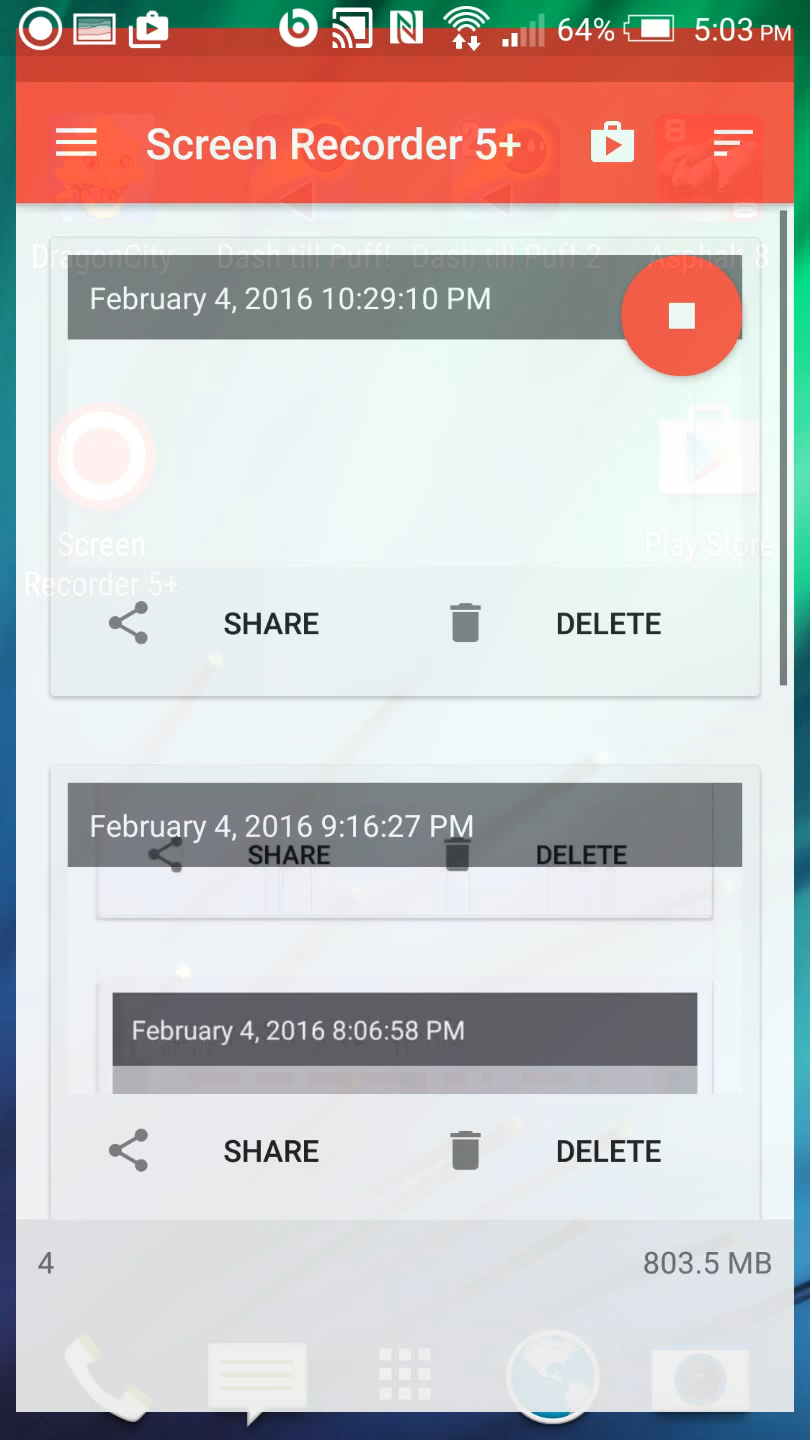 64% 5:03 PM
Screen Recorder 5+
8
2
DragonCity Dash till Puff! Dash till Puff 2 Asphalt 8
February 4, 2016 10:29:10 PM
Screen
Recorder 5+
Play Store
SHARE DELETE
February 4, 2016 9:16:27 PM
SHARE DELETE
February 4, 2016 8:06:58 PM
SHARE DELETE
4 803.5 MB